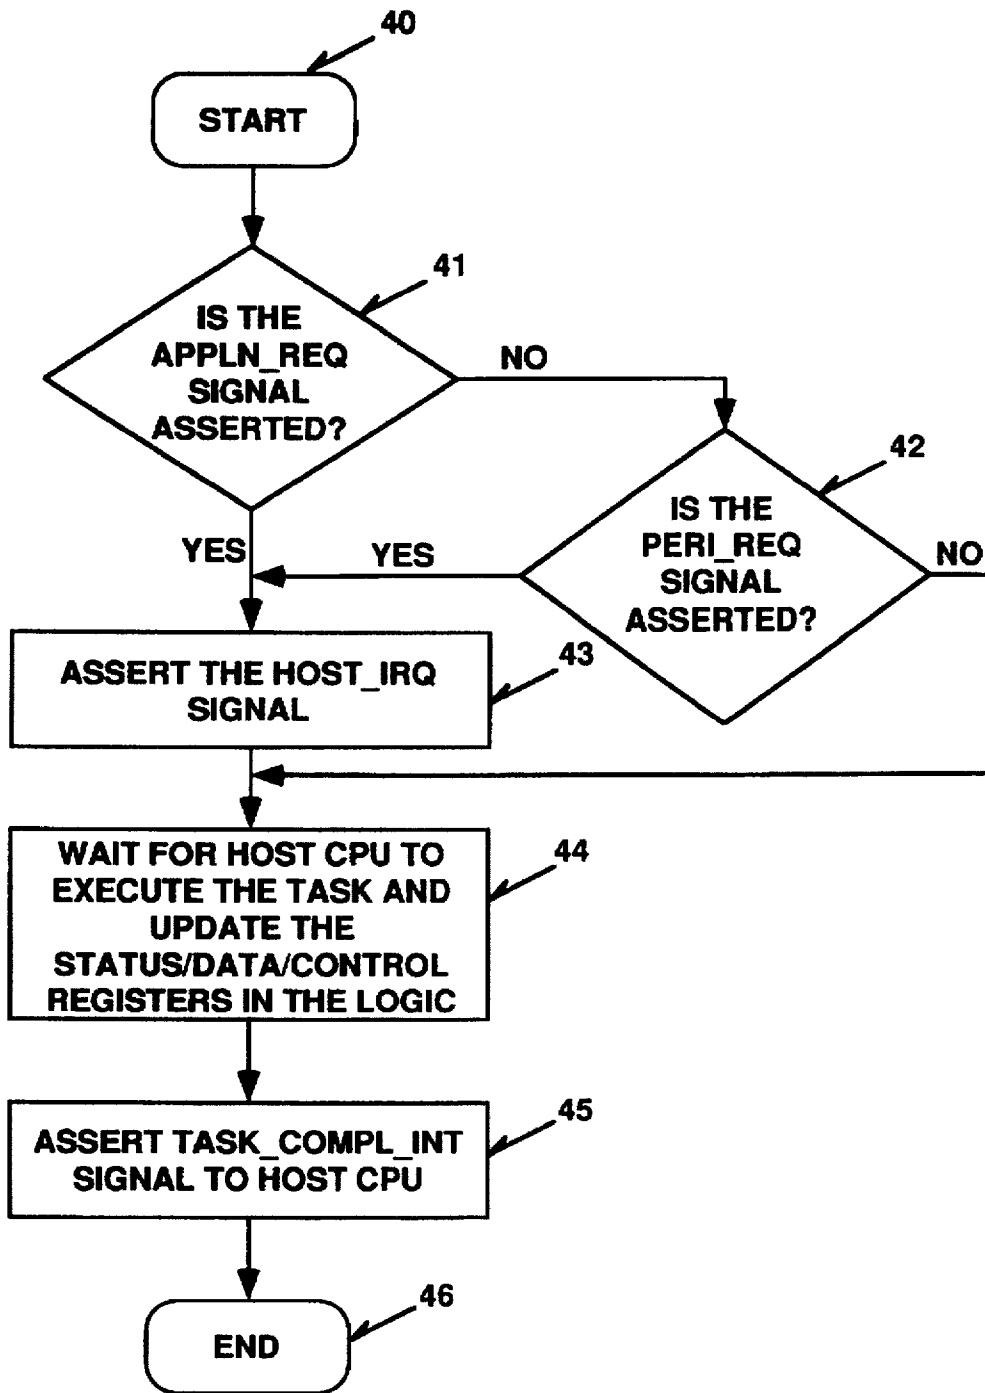 40
START
41
IS THE
APPLN_REQ
SIGNAL
ASSERTED?
NO
42
IS THE
PERI_REQ
SIGNAL
ASSERTED?
NO
YES
YES
43
ASSERT THE HOST_IRQ
SIGNAL
44
WAIT FOR HOST CPU TO
EXECUTE THE TASK AND
UPDATE THE
STATUS/DATA/CONTROL
REGISTERS IN THE LOGIC
45
ASSERT TASK_COMPL_INT
SIGNAL TO HOST CPU
46
END